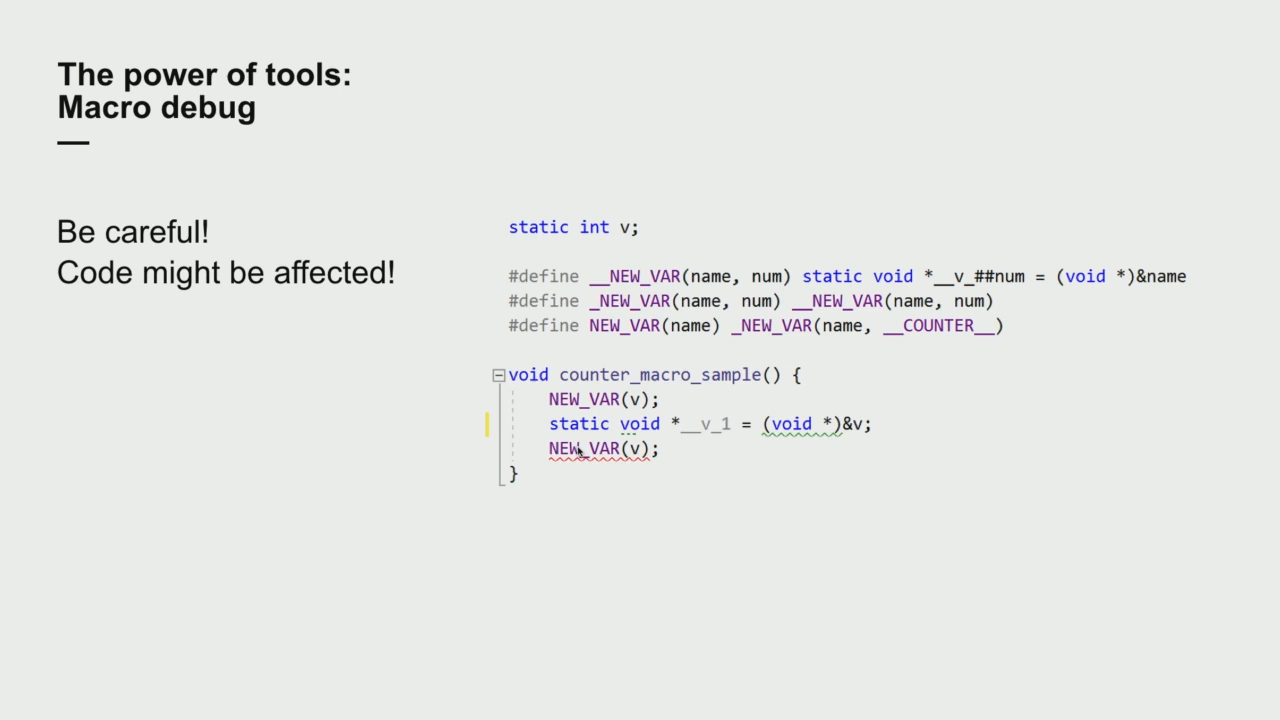 The power of tools:
Macro debug
Be careful!
Code might be affected!
static int v;
#define __NEW_VAR(name, num) static void *__v_##num = (void *)&name
#define _NEW_VAR(name, num) __NEW_VAR(name, num)
#define NEW_VAR(name) _NEW_VAR(name, __COUNTER__)
void counter_macro_sample() {
NEW_VAR(v);
static void *__v_1 = (void *)&v;
NEW_VAR(v);
}